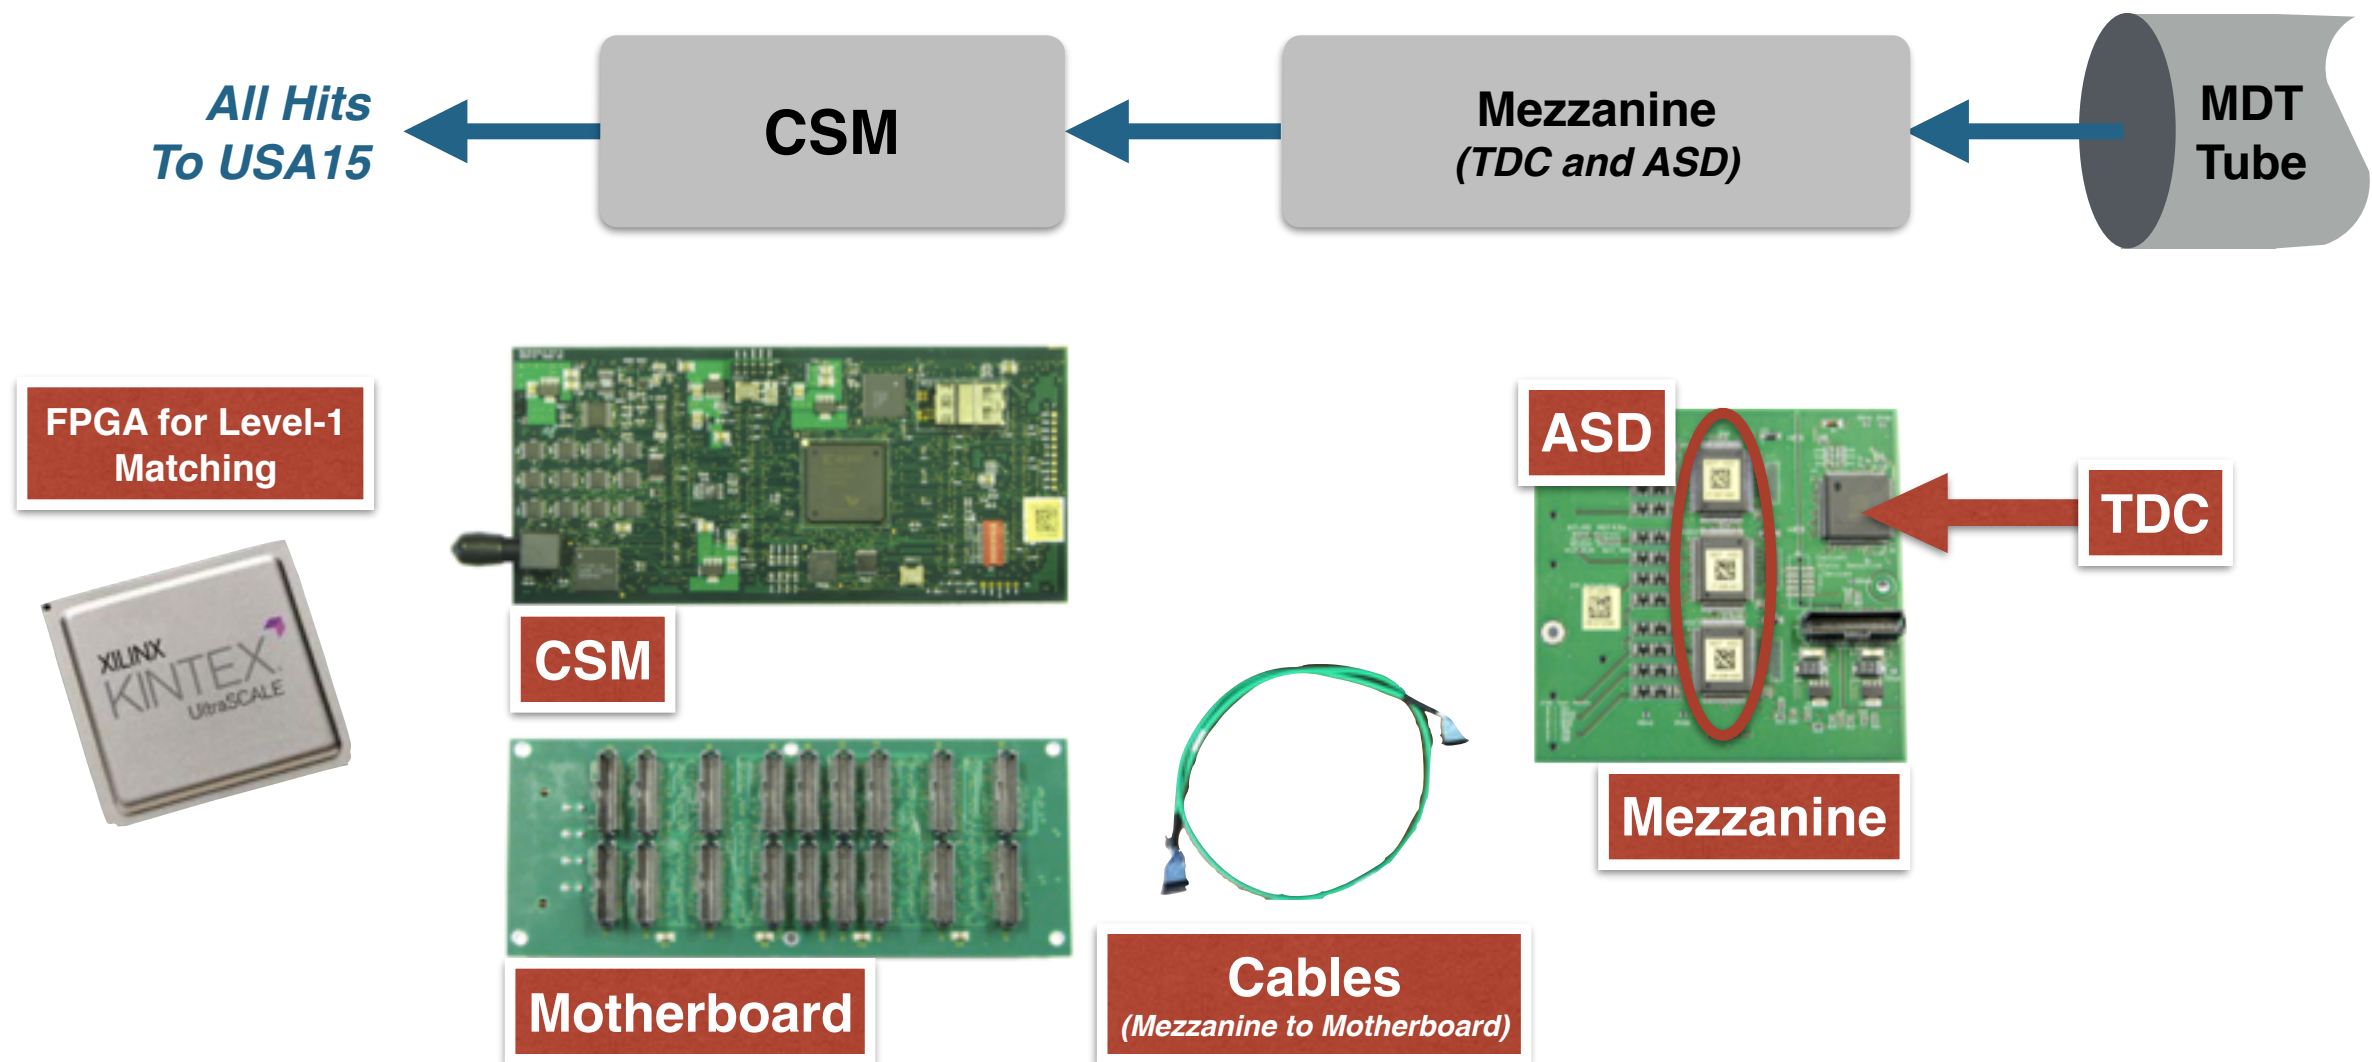 All Hits
To USA15
CSM
Mezzanine
(TDC and ASD)
MDT
Tube
FPGA for Level-1
Matching
ASD
TDC
XILINX
KINTEX
UltraSCALE
CSM
Mezzanine
Motherboard
Cables
(Mezzanine to Motherboard)